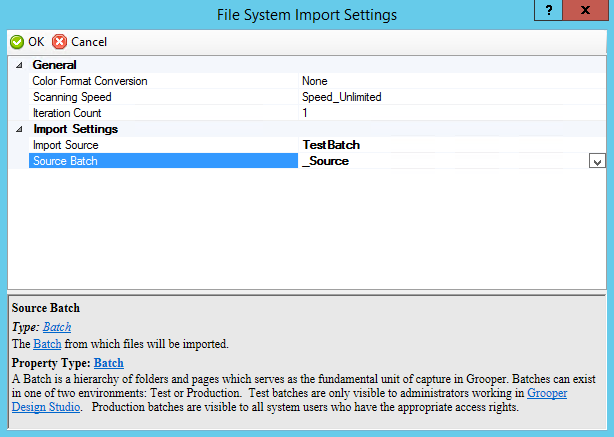 File System Import Settings
? x
OK Cancel
General
Color Format Conversion None
Scanning Speed Speed_Unlimited
Iteration Count 1
Import Settings
Import Source TestBatch
Source Batch _Source
Source Batch
Type: Batch
The Batch from which files will be imported.
Property Type: Batch
A Batch is a hierarchy of folders and pages which serves as the fundamental unit of capture in Grooper. Batches can exist
in one of two environments: Test or Production. Test batches are only visible to administrators working in Grooper
Design Studio. Production batches are visible to all system users who have the appropriate access rights.